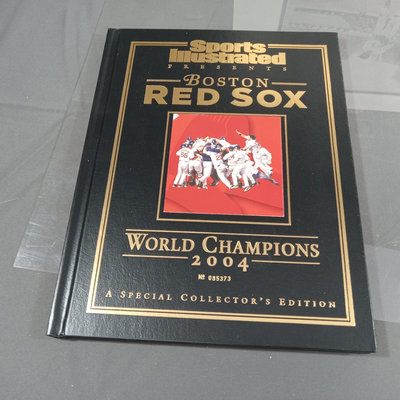 Sports
Illustrated
PRESENTS
BOSTON
RED SOX
WORLD CHAMPIONS
2004
Nº 085373
A SPECIAL COLLECTOR'S EDITION